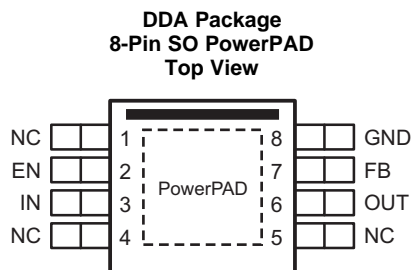 DDA Package
8-Pin SO PowerPAD
Top View
NC 1 8 GND
EN 2 7 FB
PowerPAD
IN 3 6 OUT
NC 4 5 NC